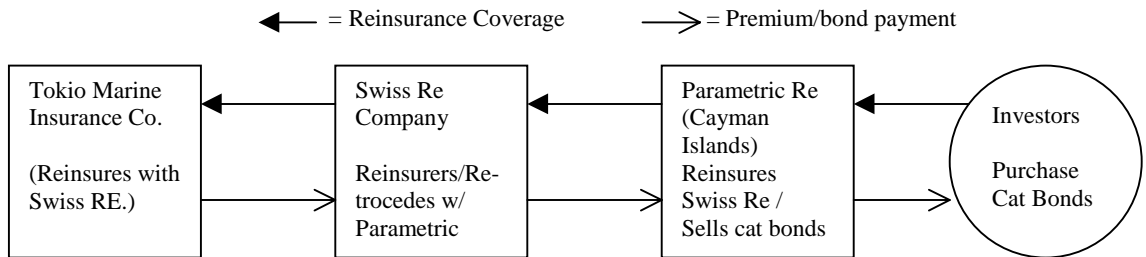 = Reinsurance Coverage
= Premium/bond payment
Tokio Marine
Insurance Co.
(Reinsures with
Swiss RE.)
Swiss Re
Company
Reinsurers/Re-
trocedes w/
Parametric
Parametric Re
(Cayman
Islands)
Reinsures
Swiss Re /
Sells cat bonds
Investors
Purchase
Cat Bonds